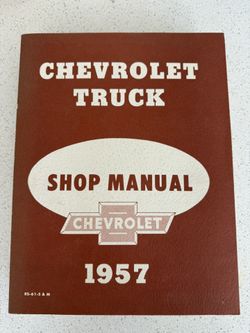 CHEVROLET
TRUCK
SHOP MANUAL
CHEVROLET
1957